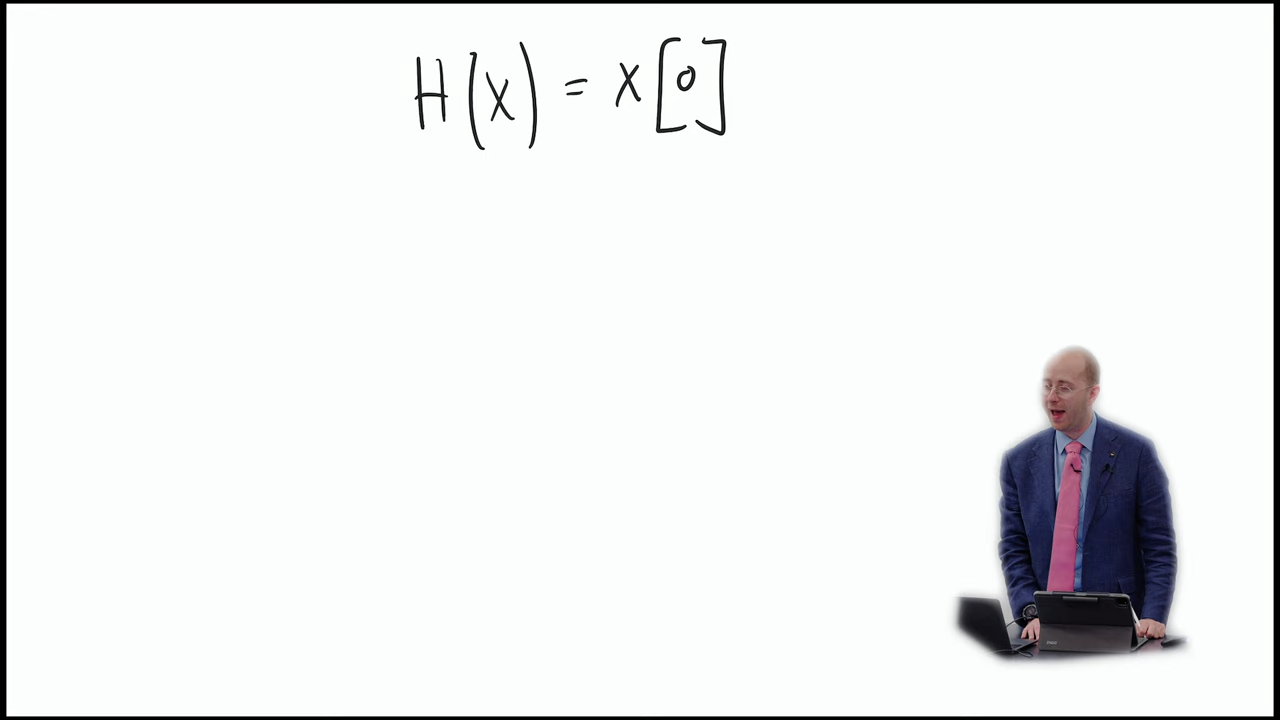 H(x) = x[0]